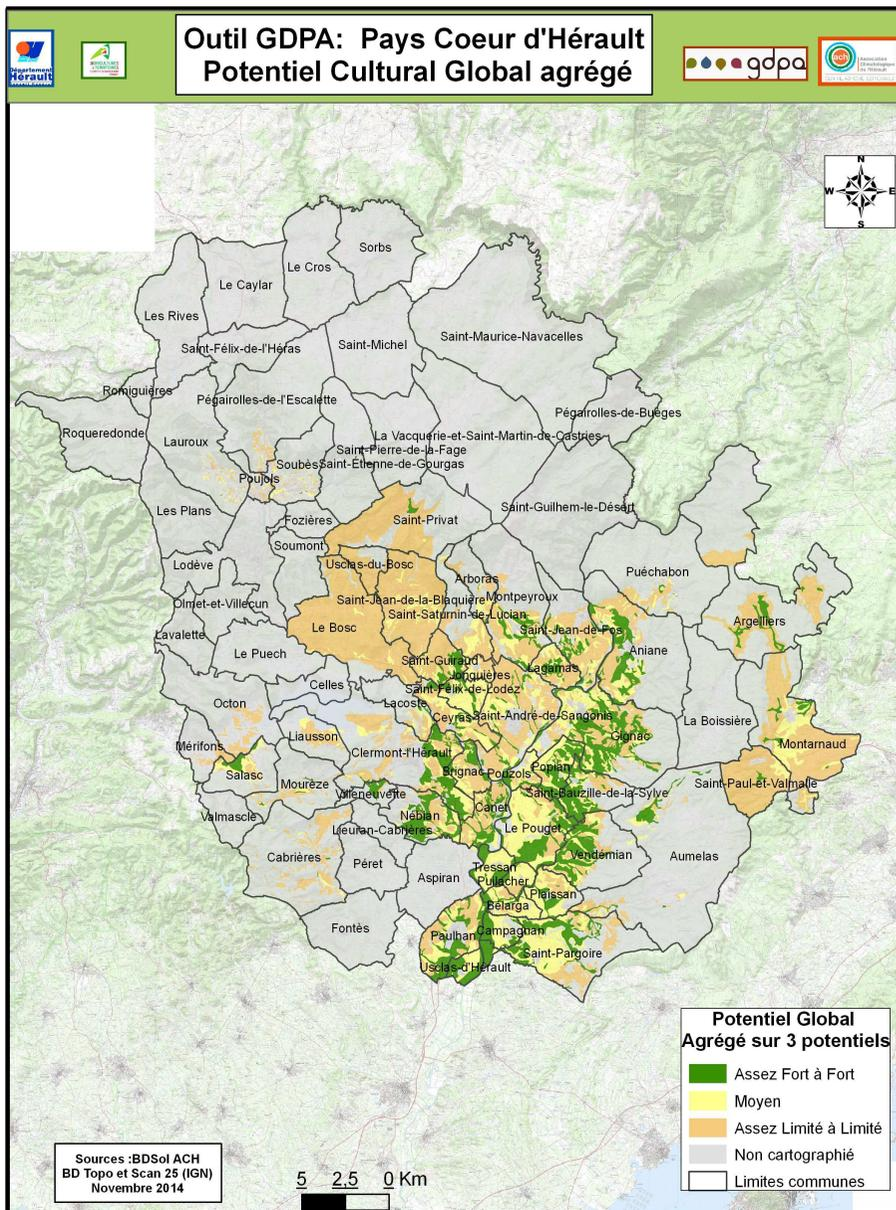 Outil GDPA: Pays Coeur d'Hérault
Potentiel Cultural Global agrégé
Département
Hérault
gdpa
ach
N
W
E
S
Sorbs
Le Cros
Le Caylar
Les Rives
Saint-Maurice-Navacelles
Saint-Michel
Saint-Félix-de-l'Héras
Romiguières
Pégairolles-de-l'Escalette
Pégairolles-de-Buèges
Roqueredonde
Lauroux
La Vacquerie-et-Saint-Martin-de-Castries
Saint-Pierre-de-la-Fage
Soubès
Saint-Étienne-de-Gourgas
Poujols
Les Plans
Saint-Guilhem-le-Désert
Fozières
Saint-Privat
Soumont
Lodève
Usclas-du-Bosc
Puéchabon
Arboras
Montpeyroux
Olmet-et-Villecun
Saint-Jean-de-la-Blaquière
Saint-Saturnin-de-Lucian
Argelliers
Lavalette
Le Bosc
Saint-Jean-de-Fos
Aniane
Le Puech
Saint-Guiraud
Lagamas
Jonquières
Celles
Saint-Félix-de-Lodez
Octon
Lacoste
Ceyras
Saint-André-de-Sangonis
La Boissière
Liausson
Gignac
Mérifons
Clermont-l'Hérault
Montarnaud
Salasc
Brignac
Pouzols
Popian
Mourèze
Saint-Paul-et-Valmalle
Villeneuvette
Saint-Bauzille-de-la-Sylve
Canet
Valmascle
Nébian
Le Pouget
Lieuran-Cabrières
Cabrières
Péret
Vendémian
Aumelas
Tressan
Aspiran
Puilacher
Plaissan
Bélarga
Fontès
Paulhan
Campagnan
Saint-Pargoire
Usclas-d'Hérault
Potentiel Global
Agrégé sur 3 potentiels
Assez Fort à Fort
Moyen
Assez Limité à Limité
Non cartographié
Limites communes
Sources :BDSol ACH
BD Topo et Scan 25 (IGN)
Novembre 2014
5 2,5 0 Km